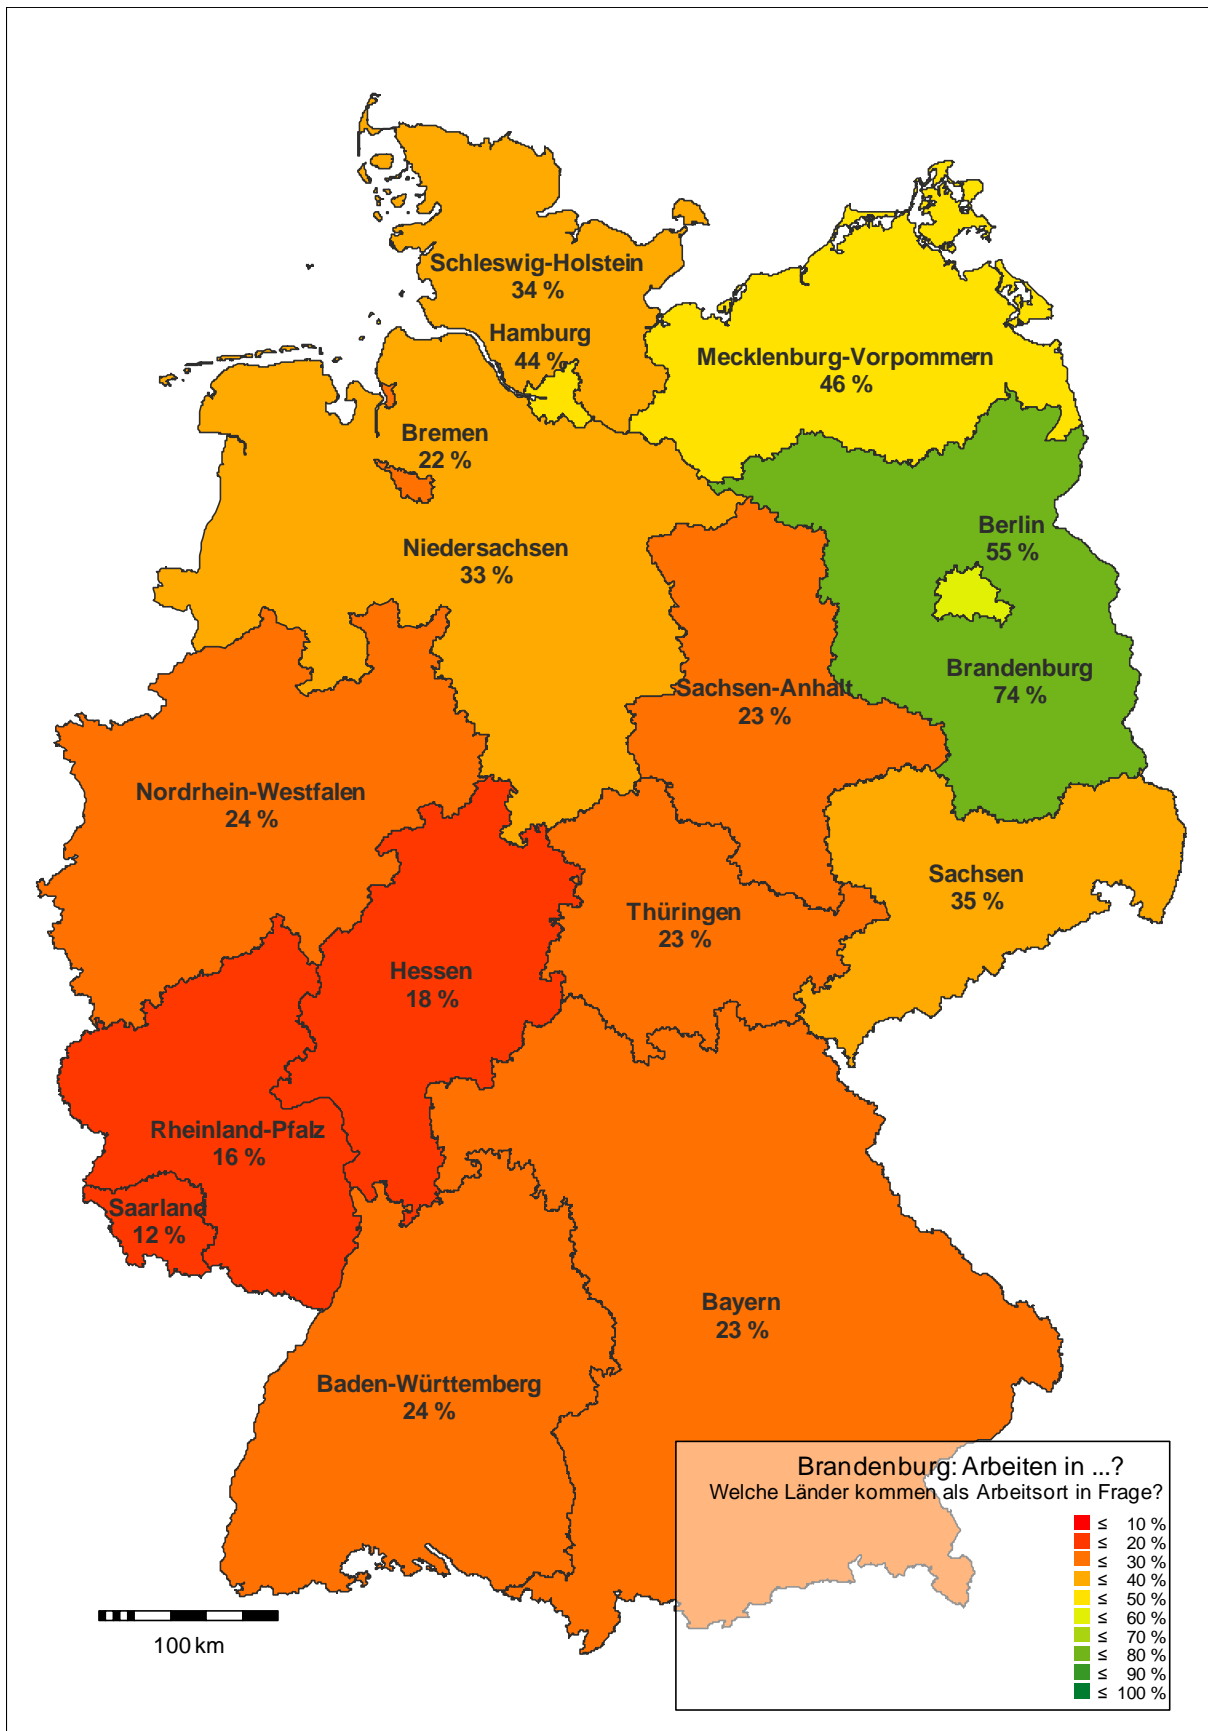 Schleswig-Holstein
34 %
Hamburg
44 %
Mecklenburg-Vorpommern
46 %
Bremen
22 %
Berlin
55 %
Niedersachsen
33 %
Brandenburg
74 %
Sachsen-Anhalt
23 %
Nordrhein-Westfalen
24 %
Sachsen
35 %
Thüringen
23 %
Hessen
18 %
Rheinland-Pfalz
16 %
Saarland
12 %
Bayern
23 %
Baden-Württemberg
24 %
Brandenburg: Arbeiten in ...?
Welche Länder kommen als Arbeitsort in Frage?
≤ 10 %
≤ 20 %
≤ 30 %
≤ 40 %
≤ 50 %
≤ 60 %
≤ 70 %
≤ 80 %
≤ 90 %
≤ 100 %
100 km